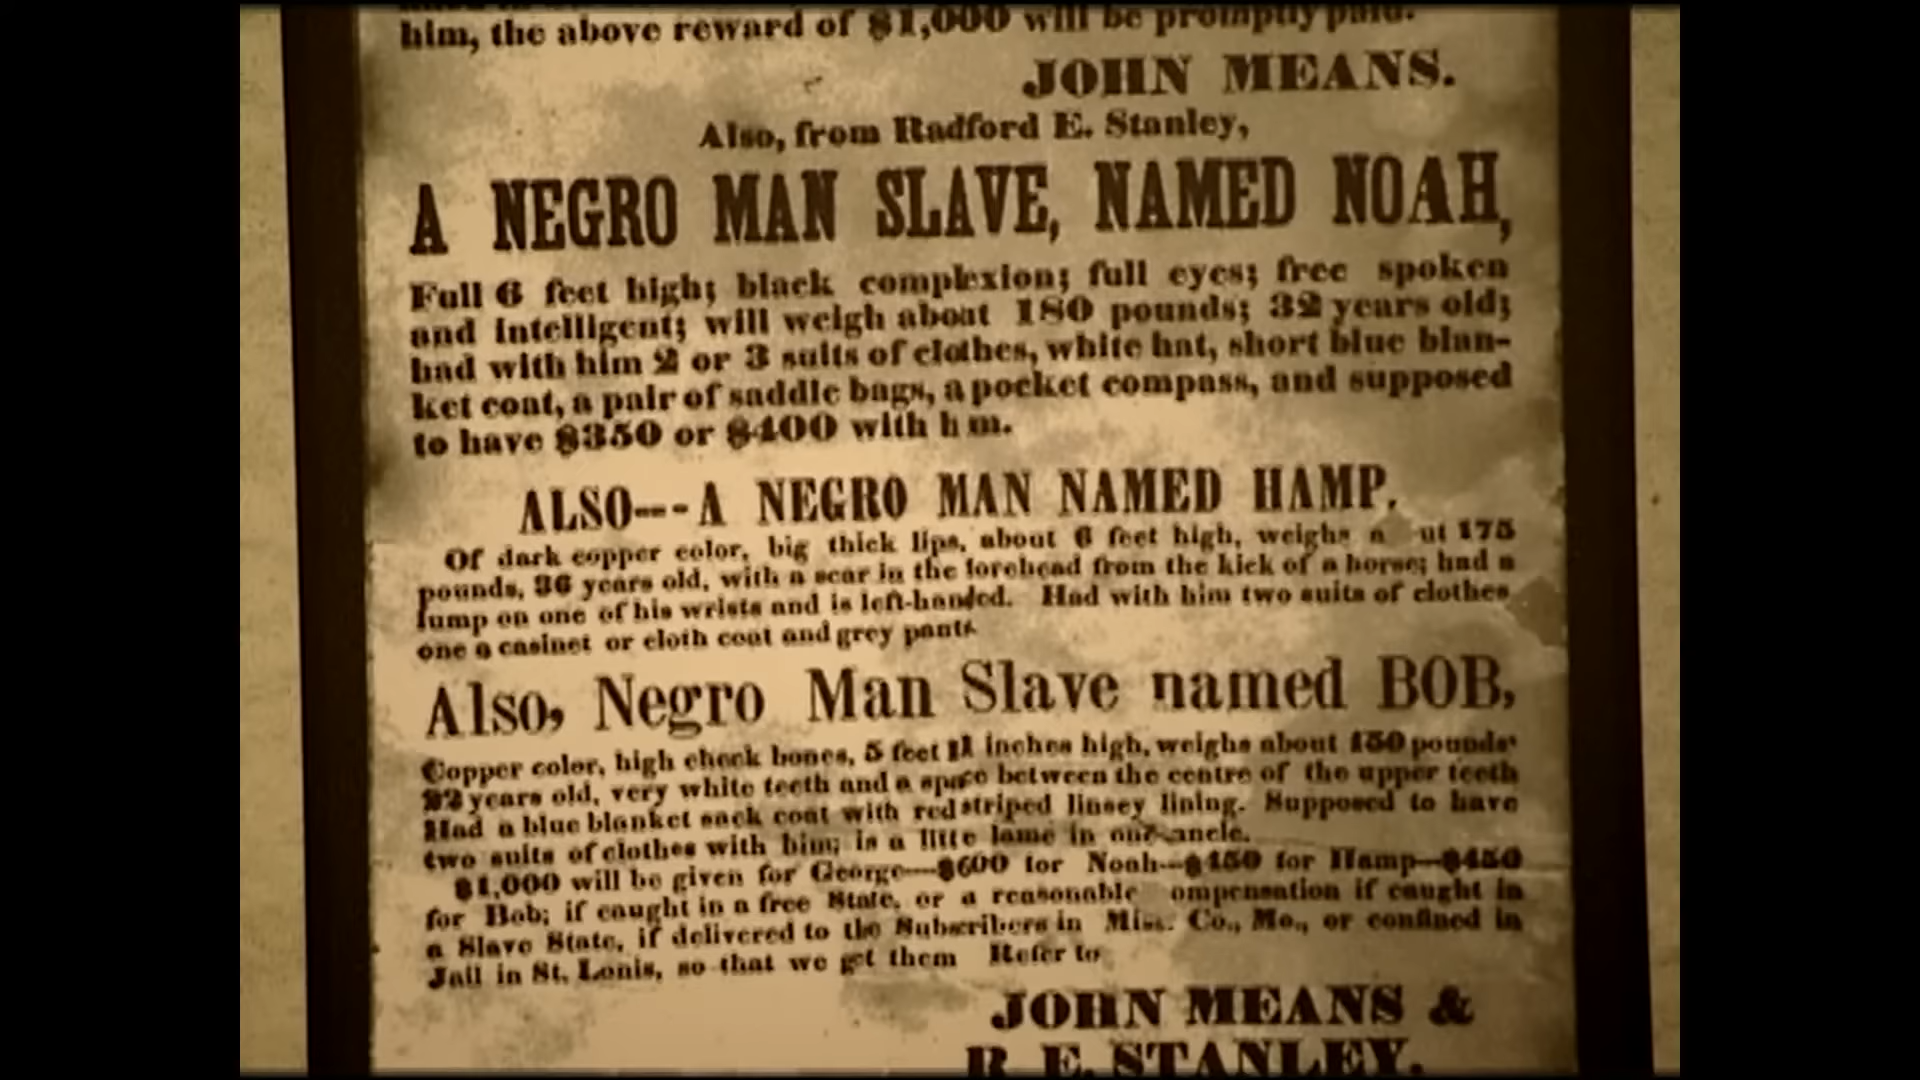 him, the above reward of $1,000 will be promptly paid.
JOHN MEANS.
Also, from Radford E. Stanley,
A NEGRO MAN SLAVE, NAMED NOAH,
Full 6 feet high; black complexion; full eyes; free spoken
and intelligent; will weigh about 180 pounds; 32 years old;
had with him 2 or 3 suits of clothes, white hat, short blue blan-
ket coat, a pair of saddle bags, a pocket compass, and supposed
to have $350 or $400 with h m.
ALSO---A NEGRO MAN NAMED HAMP,
Of dark copper color, big thick lips, about 6 feet high, weighs a ut 175
pounds, 36 years old, with a scar in the forehead from the kick of a horse; had a
lump on one of his wrists and is left-handed. Had with him two suits of clothes
one a casinet or cloth coat and grey pants
Also, Negro Man Slave named BOB,
Copper color, high cheek bones, 5 feet 11 inches high, weighs about 150 pounds
22 years old, very white teeth and a space between the centre of the upper teeth
Had a blue blanket sack coat with red striped linsey lining. Supposed to have
two suits of clothes with him; is a litte lame in one ancle.
$1,000 will be given for George---$600 for Noah---$450 for Hamp---$450
for Bob; if caught in a free State, or a reasonable ompensation if caught in
a Slave State, if delivered to the Subscribers in Miss. Co., Mo., or confined in
Jail in St. Louis, so that we get them Refer to
JOHN MEANS &
R. E. STANLEY.